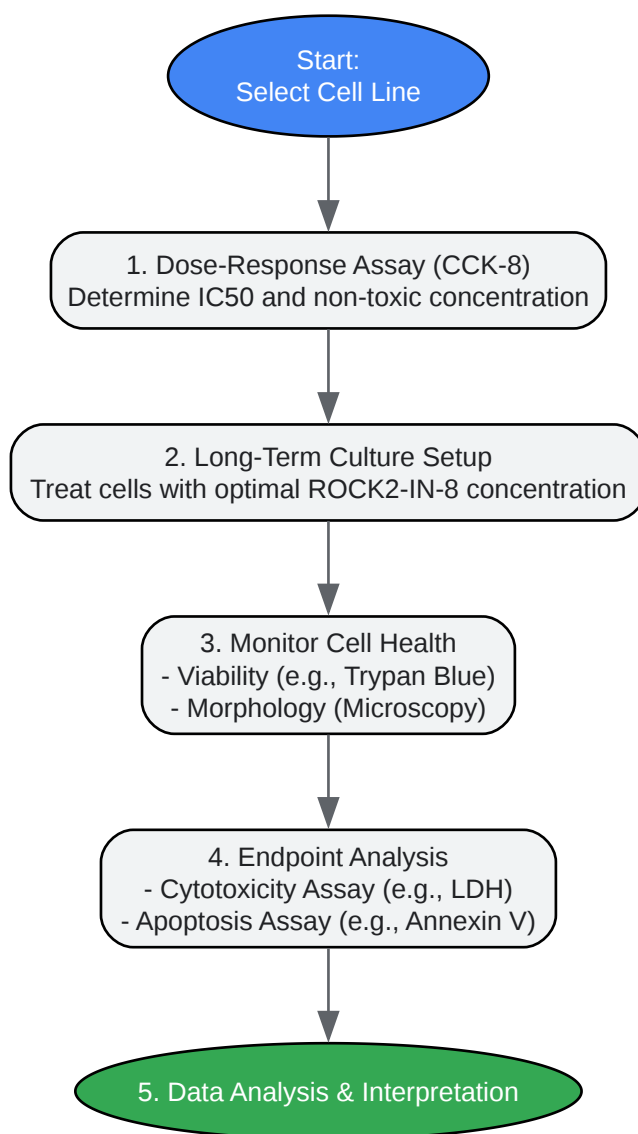 Start:
Select Cell Line
1. Dose-Response Assay (CCK-8)
Determine IC50 and non-toxic concentration
2. Long-Term Culture Setup
Treat cells with optimal ROCK2-IN-8 concentration
3. Monitor Cell Health
- Viability (e.g., Trypan Blue)
- Morphology (Microscopy)
4. Endpoint Analysis
- Cytotoxicity Assay (e.g., LDH)
- Apoptosis Assay (e.g., Annexin V)
5. Data Analysis & Interpretation